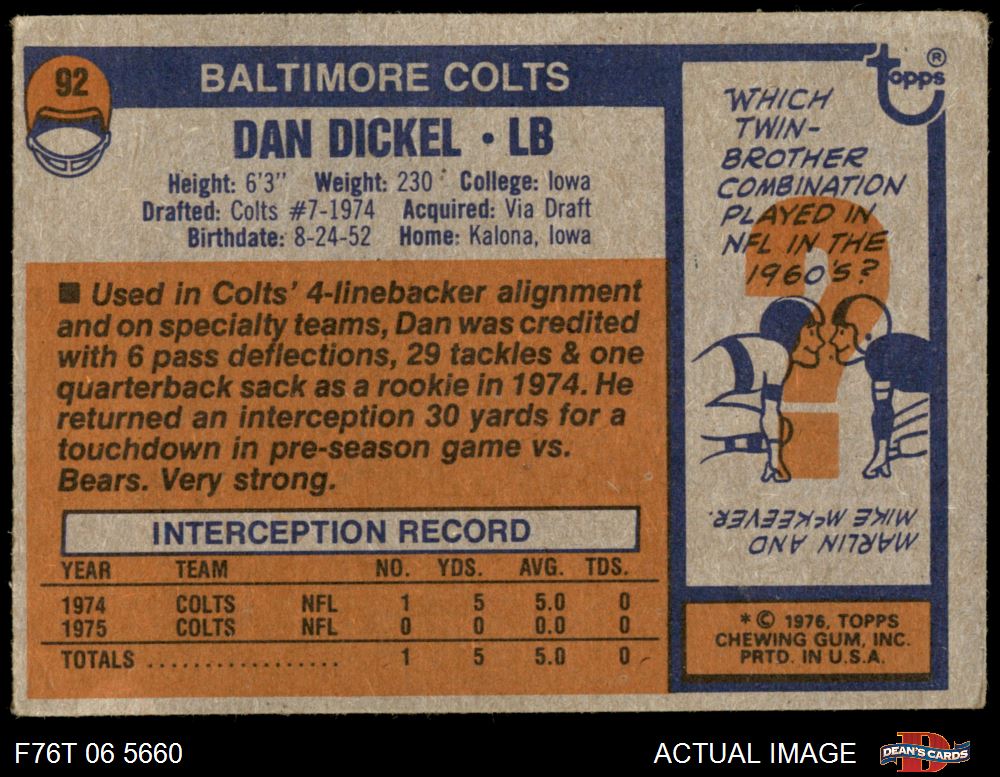 92
BALTIMORE COLTS
DAN DICKEL • LB
Height: 6'3" Weight: 230 College: Iowa
Drafted: Colts #7-1974 Acquired: Via Draft
Birthdate: 8-24-52 Home: Kalona, Iowa
■ Used in Colts' 4-linebacker alignment
and on specialty teams, Dan was credited
with 6 pass deflections, 29 tackles & one
quarterback sack as a rookie in 1974. He
returned an interception 30 yards for a
touchdown in pre-season game vs.
Bears. Very strong.
INTERCEPTION RECORD
YEAR TEAM NO. YDS. AVG. TDS.
1974 COLTS NFL 1 5 5.0 0
1975 COLTS NFL 0 0 0.0 0
TOTALS .................. 1 5 5.0 0
topps ®
WHICH
TWIN-
BROTHER
COMBINATION
PLAYED IN
NFL IN THE
1960'S?
MARLIN AND
MIKE McKEEVER.
* © 1976, TOPPS
CHEWING GUM, INC.
PRTD. IN U.S.A.
F76T 06 5660
ACTUAL IMAGE
DEAN'S CARDS